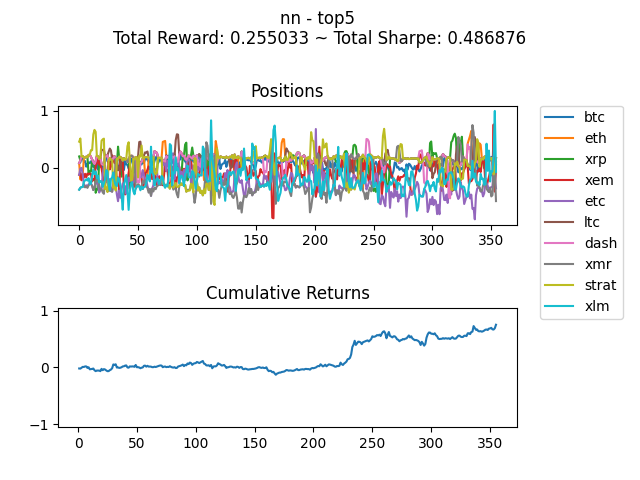 nn - top5
Total Reward: 0.255033 ~ Total Sharpe: 0.486876
Positions
1
0
0 50 100 150 200 250 300 350
btc
eth
xrp
xem
etc
ltc
dash
xmr
strat
xlm
Cumulative Returns
1
0
−1
0 50 100 150 200 250 300 350